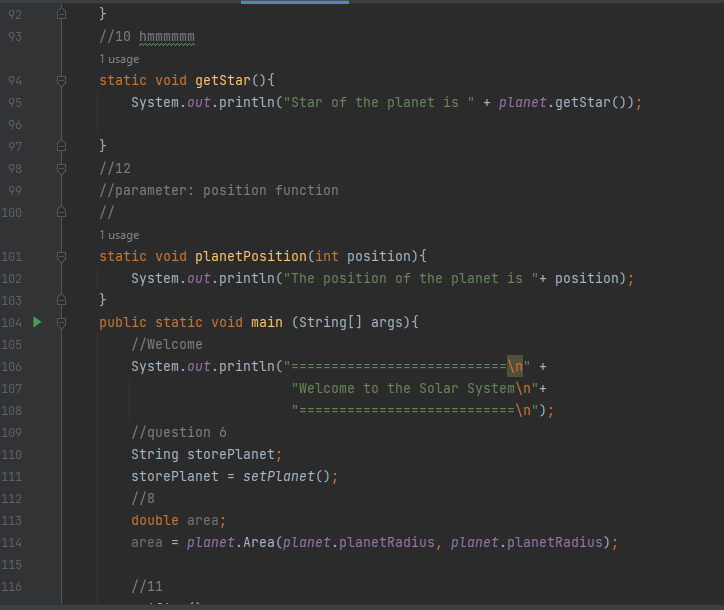 92 }
93 //10 hmmmmmm
1 usage
94 static void getStar(){
95 System.out.println("Star of the planet is " + planet.getStar());
96
97 }
98 //12
99 //parameter: position function
100 //
1 usage
101 static void planetPosition(int position){
102 System.out.println("The position of the planet is "+ position);
103 }
104 public static void main (String[] args){
105 //Welcome
106 System.out.println("===========================\n" +
107 "Welcome to the Solar System\n"+
108 "===========================\n");
109 //question 6
110 String storePlanet;
111 storePlanet = setPlanet();
112 //8
113 double area;
114 area = planet.Area(planet.planetRadius, planet.planetRadius);
115
116 //11